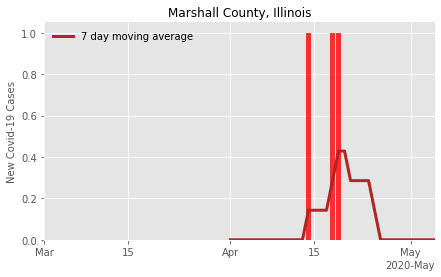 Marshall County, Illinois
7 day moving average
New Covid-19 Cases
1.0
0.8
0.6
0.4
0.2
0.0
Mar 15 Apr 15 May
2020-May